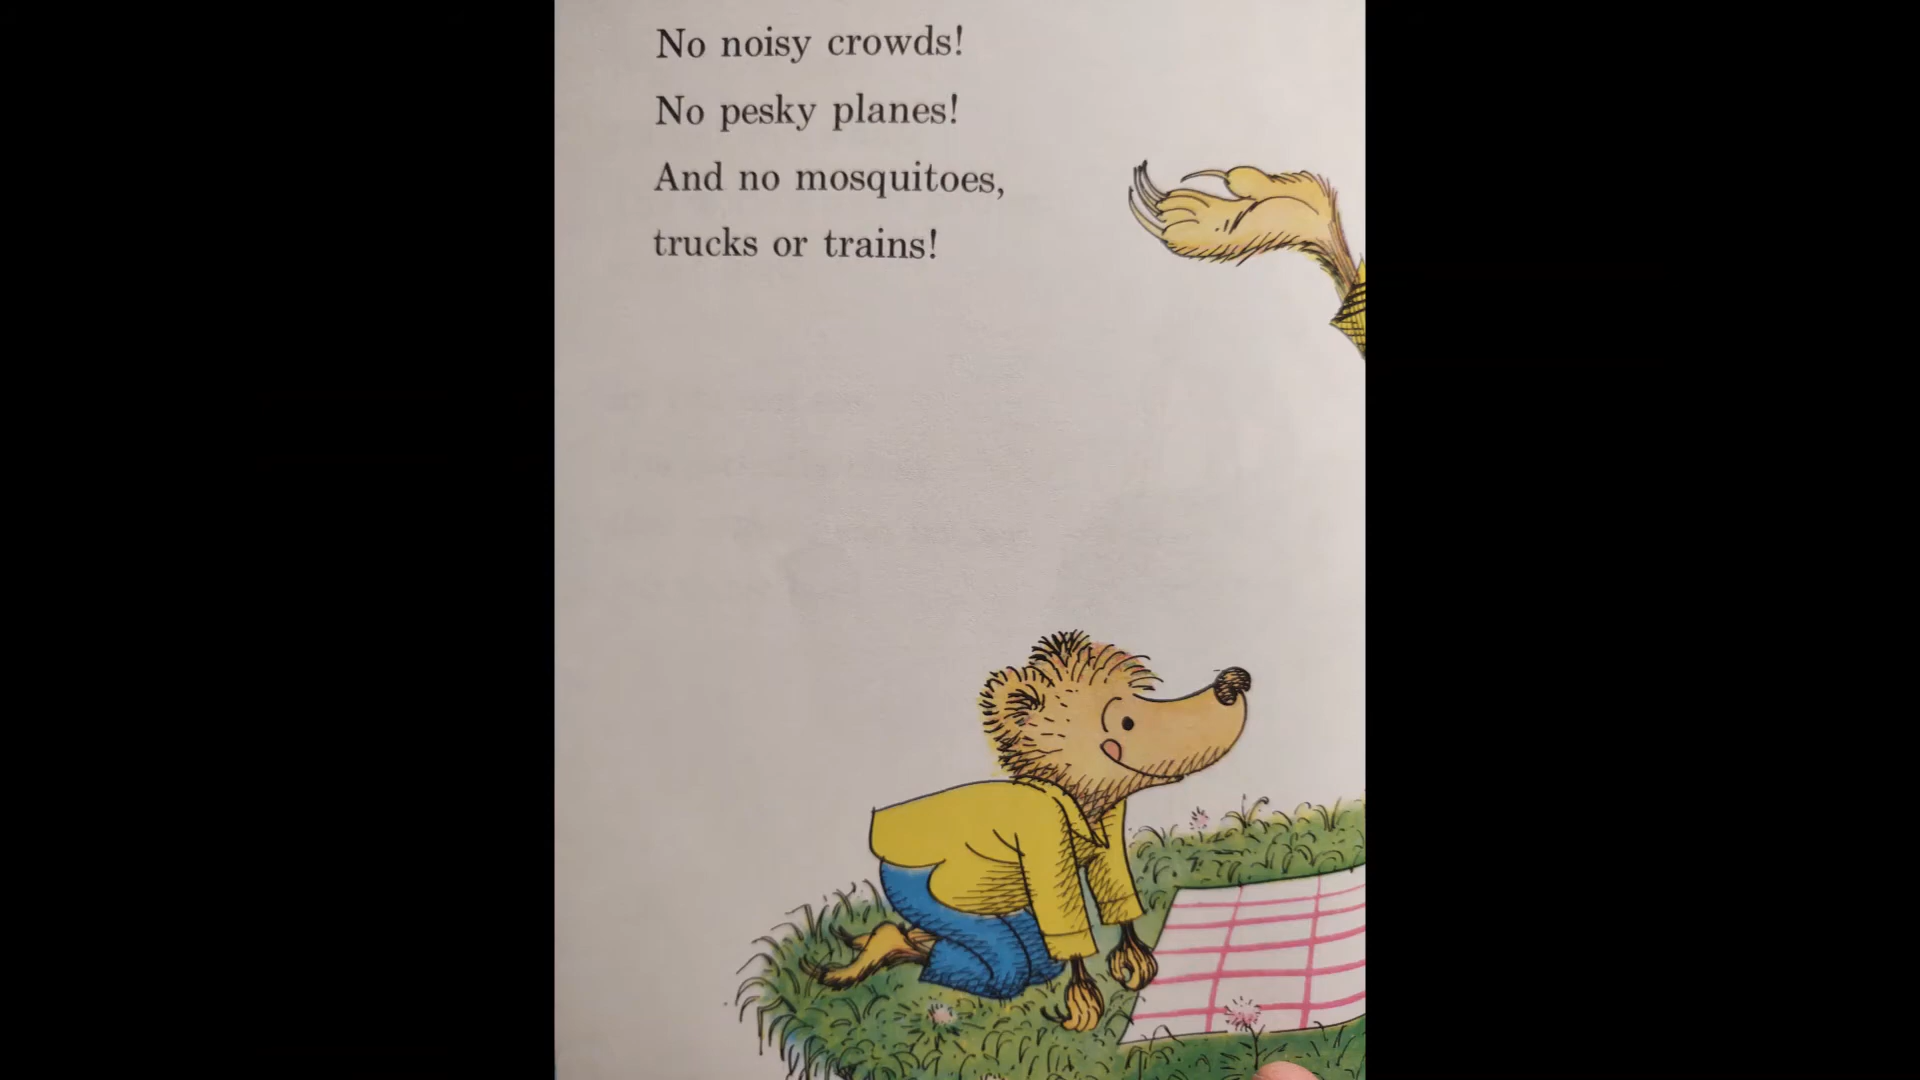 No noisy crowds!
No pesky planes!
And no mosquitoes,
trucks or trains!